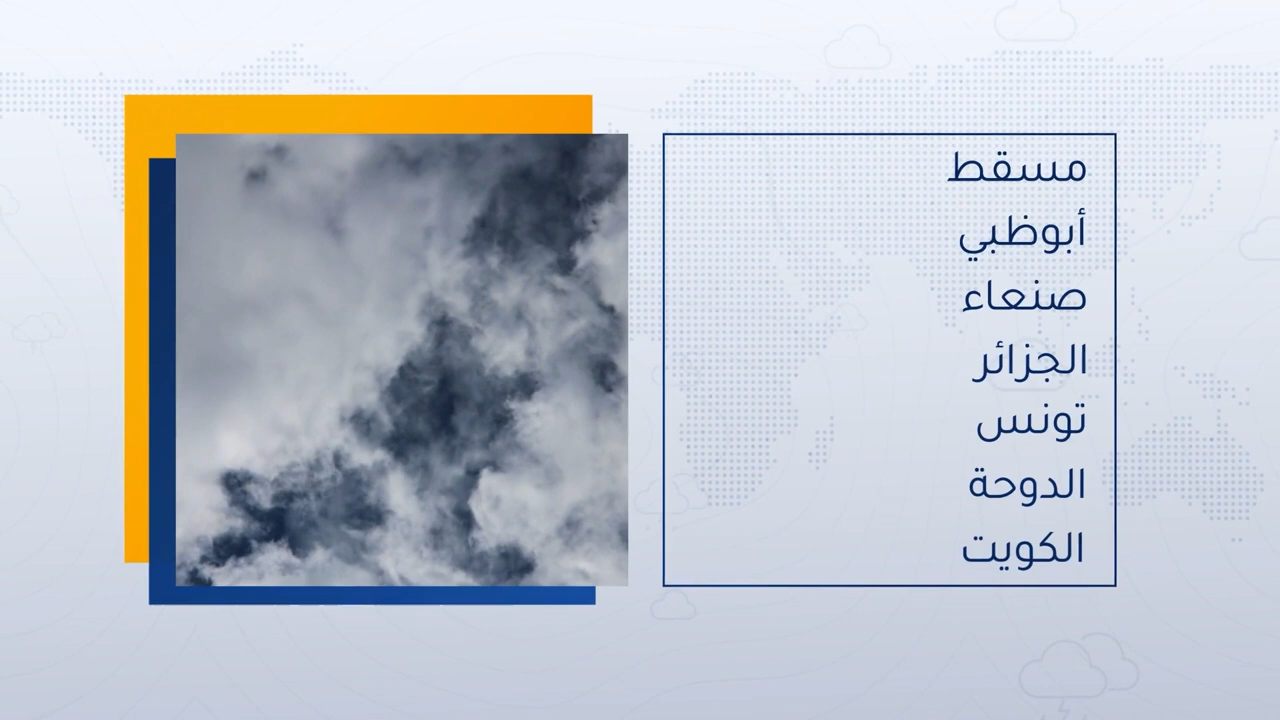 مسقط
أبوظبي
صنعاء
الجزائر
تونس
الدوحة
الكويت